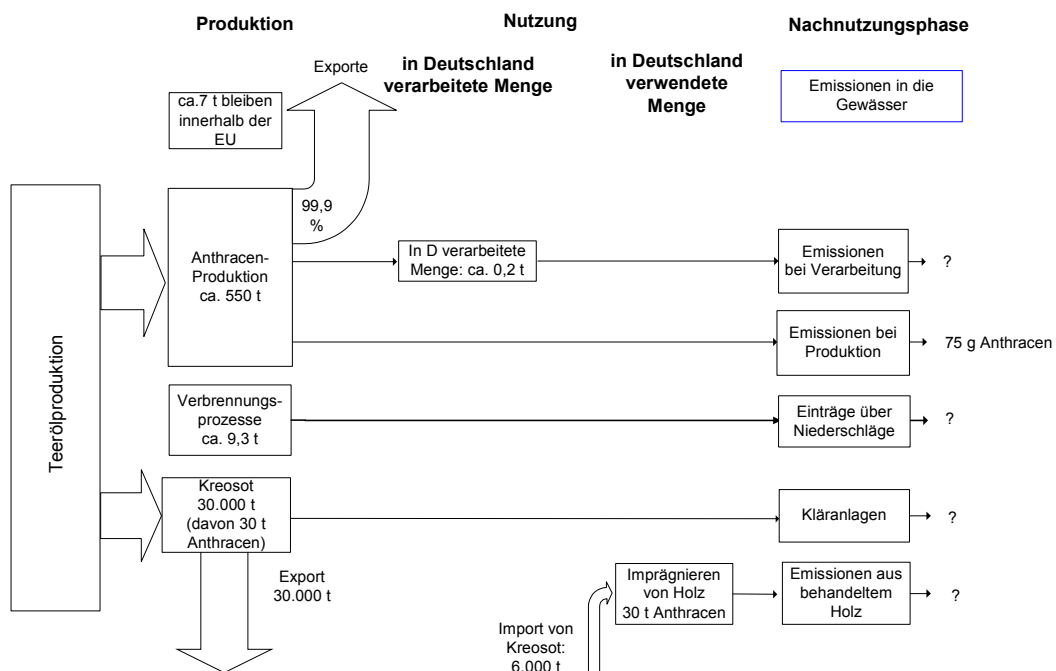 Produktion
Nutzung
Nachnutzungsphase
in Deutschland
verarbeitete Menge
in Deutschland
verwendete
Menge
Exporte
ca.7 t bleiben
innerhalb der
EU
Emissionen in die
Gewässer
99,9
%
Anthracen-
Produktion
ca. 550 t
In D verarbeitete
Menge: ca. 0,2 t
Emissionen
bei Verarbeitung
?
Emissionen bei
Produktion
75 g Anthracen
Verbrennungs-
prozesse
ca. 9,3 t
Einträge über
Niederschläge
?
Teerölproduktion
Kreosot
30.000 t
(davon 30 t
Anthracen)
Kläranlagen
?
Export
30.000 t
Imprägnieren
von Holz
30 t Anthracen
Emissionen aus
behandeltem
Holz
?
Import von
Kreosot:
6.000 t